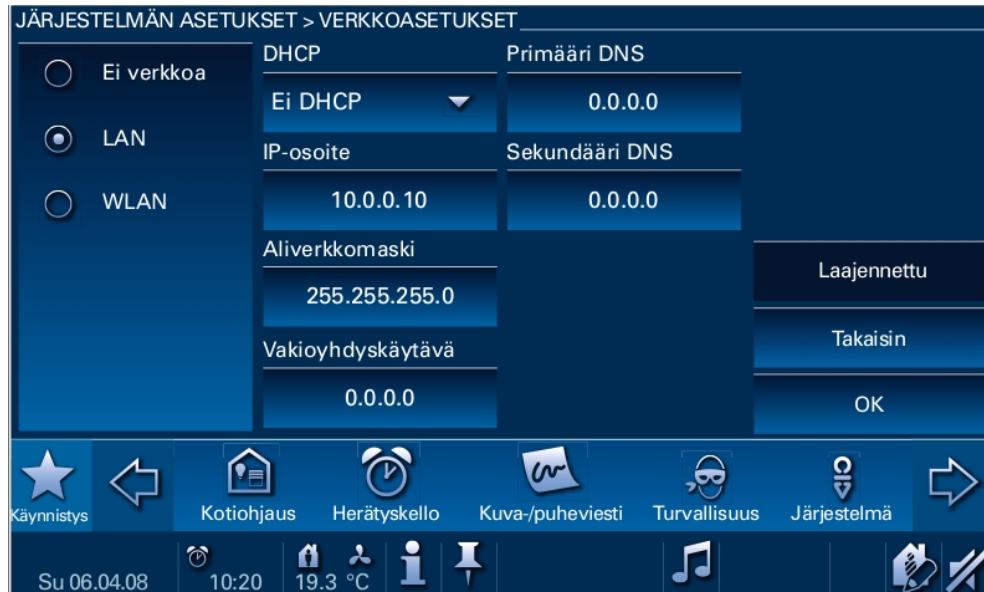 JÄRJESTELMÄN ASETUKSET > VERKKOASETUKSET
Ei verkkoa
LAN
WLAN
DHCP
Ei DHCP
IP-osoite
10.0.0.10
Aliverkkomaski
255.255.255.0
Vakioyhdyskäytävä
0.0.0.0
Primääri DNS
0.0.0.0
Sekundääri DNS
0.0.0.0
Laajennettu
Takaisin
OK
Käynnistys
Kotiohjaus
Herätyskello
Kuva-/puheviesti
Turvallisuus
Järjestelmä
Su 06.04.08
10:20
19.3 °C